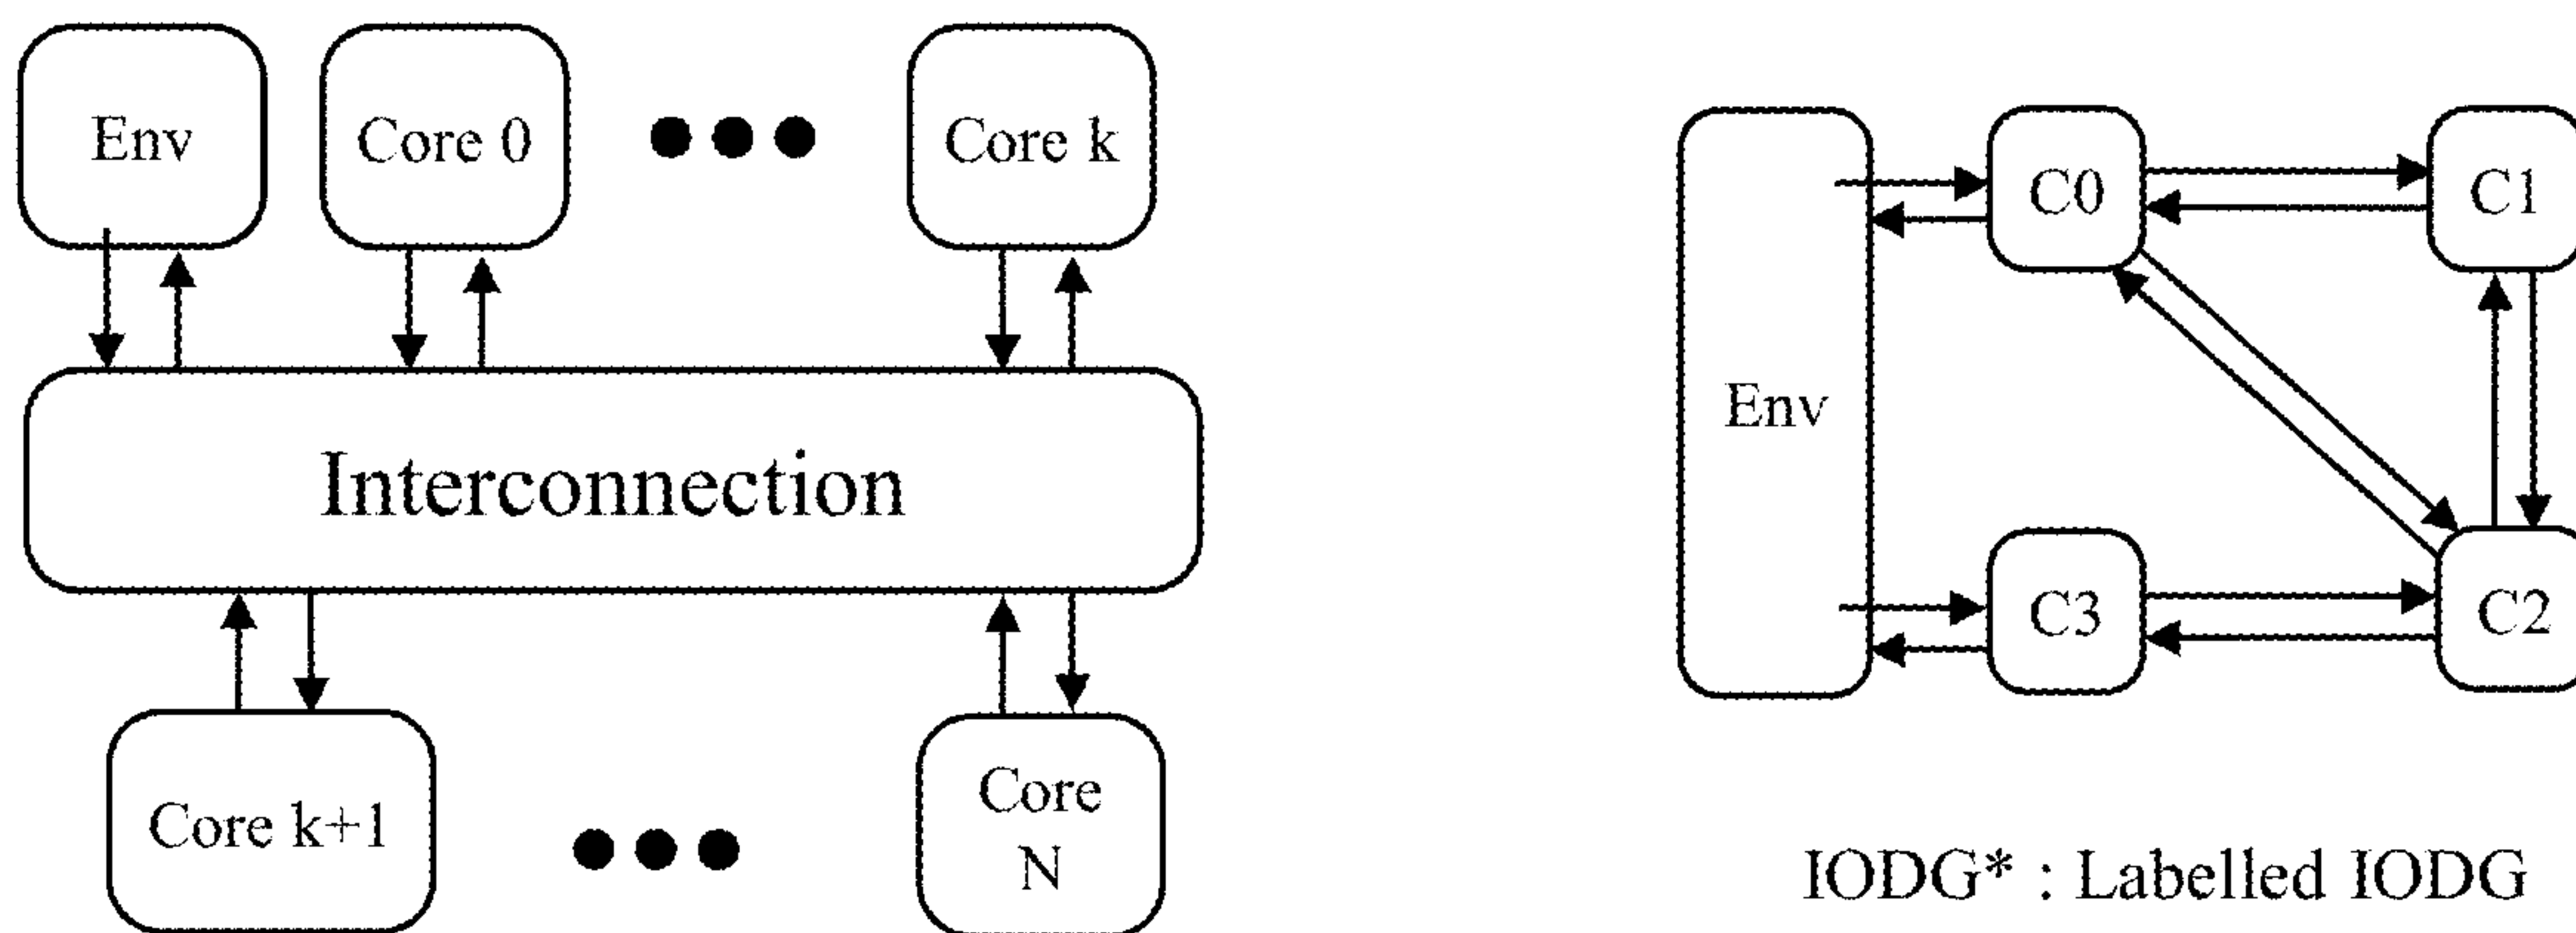 Env
Core 0
Core k
Interconnection
Core k+1
Core
N
C0
C1
Env
C3
C2
IODG* : Labelled IODG